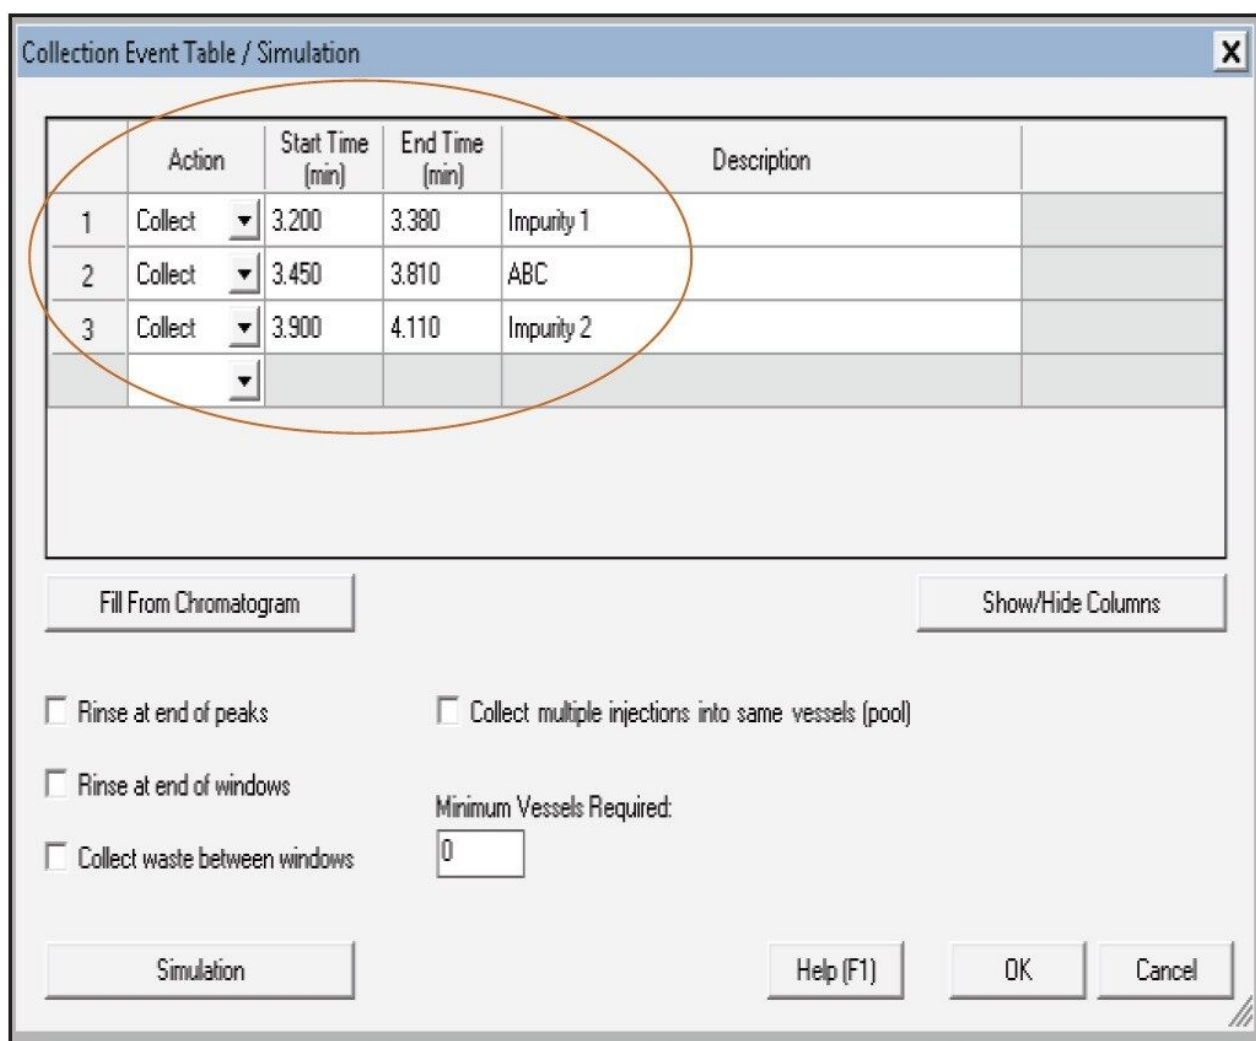 Collection Event Table / Simulation X
Action Start Time (min) End Time (min) Description
1 Collect 3.200 3.380 Impurity 1
2 Collect 3.450 3.810 ABC
3 Collect 3.900 4.110 Impurity 2
Fill From Chromatogram Show/Hide Columns
Rinse at end of peaks Collect multiple injections into same vessels (pool)
Rinse at end of windows
Minimum Vessels Required:
Collect waste between windows 0
Simulation Help (F1) OK Cancel